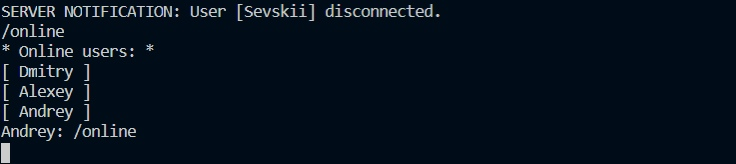 SERVER NOTIFICATION: User [Sevskii] disconnected.
/online
* Online users: *
[ Dmitry ]
[ Alexey ]
[ Andrey ]
Andrey: /online